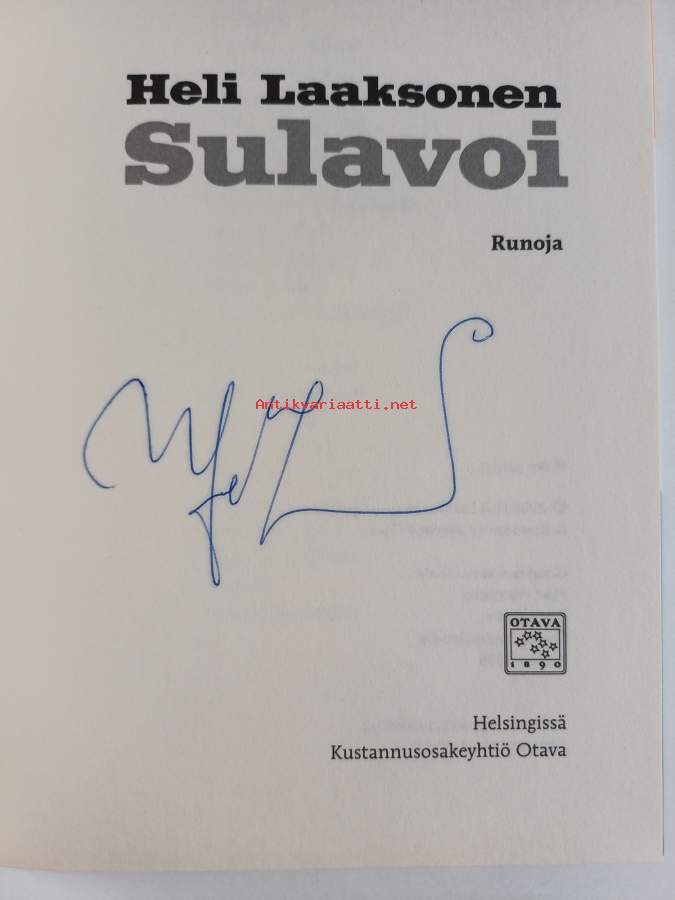 Heli Laaksonen
Sulavoi
Runoja
Antikvariaatti.net
OTAVA
1890
Helsingissä
Kustannusosakeyhtiö Otava